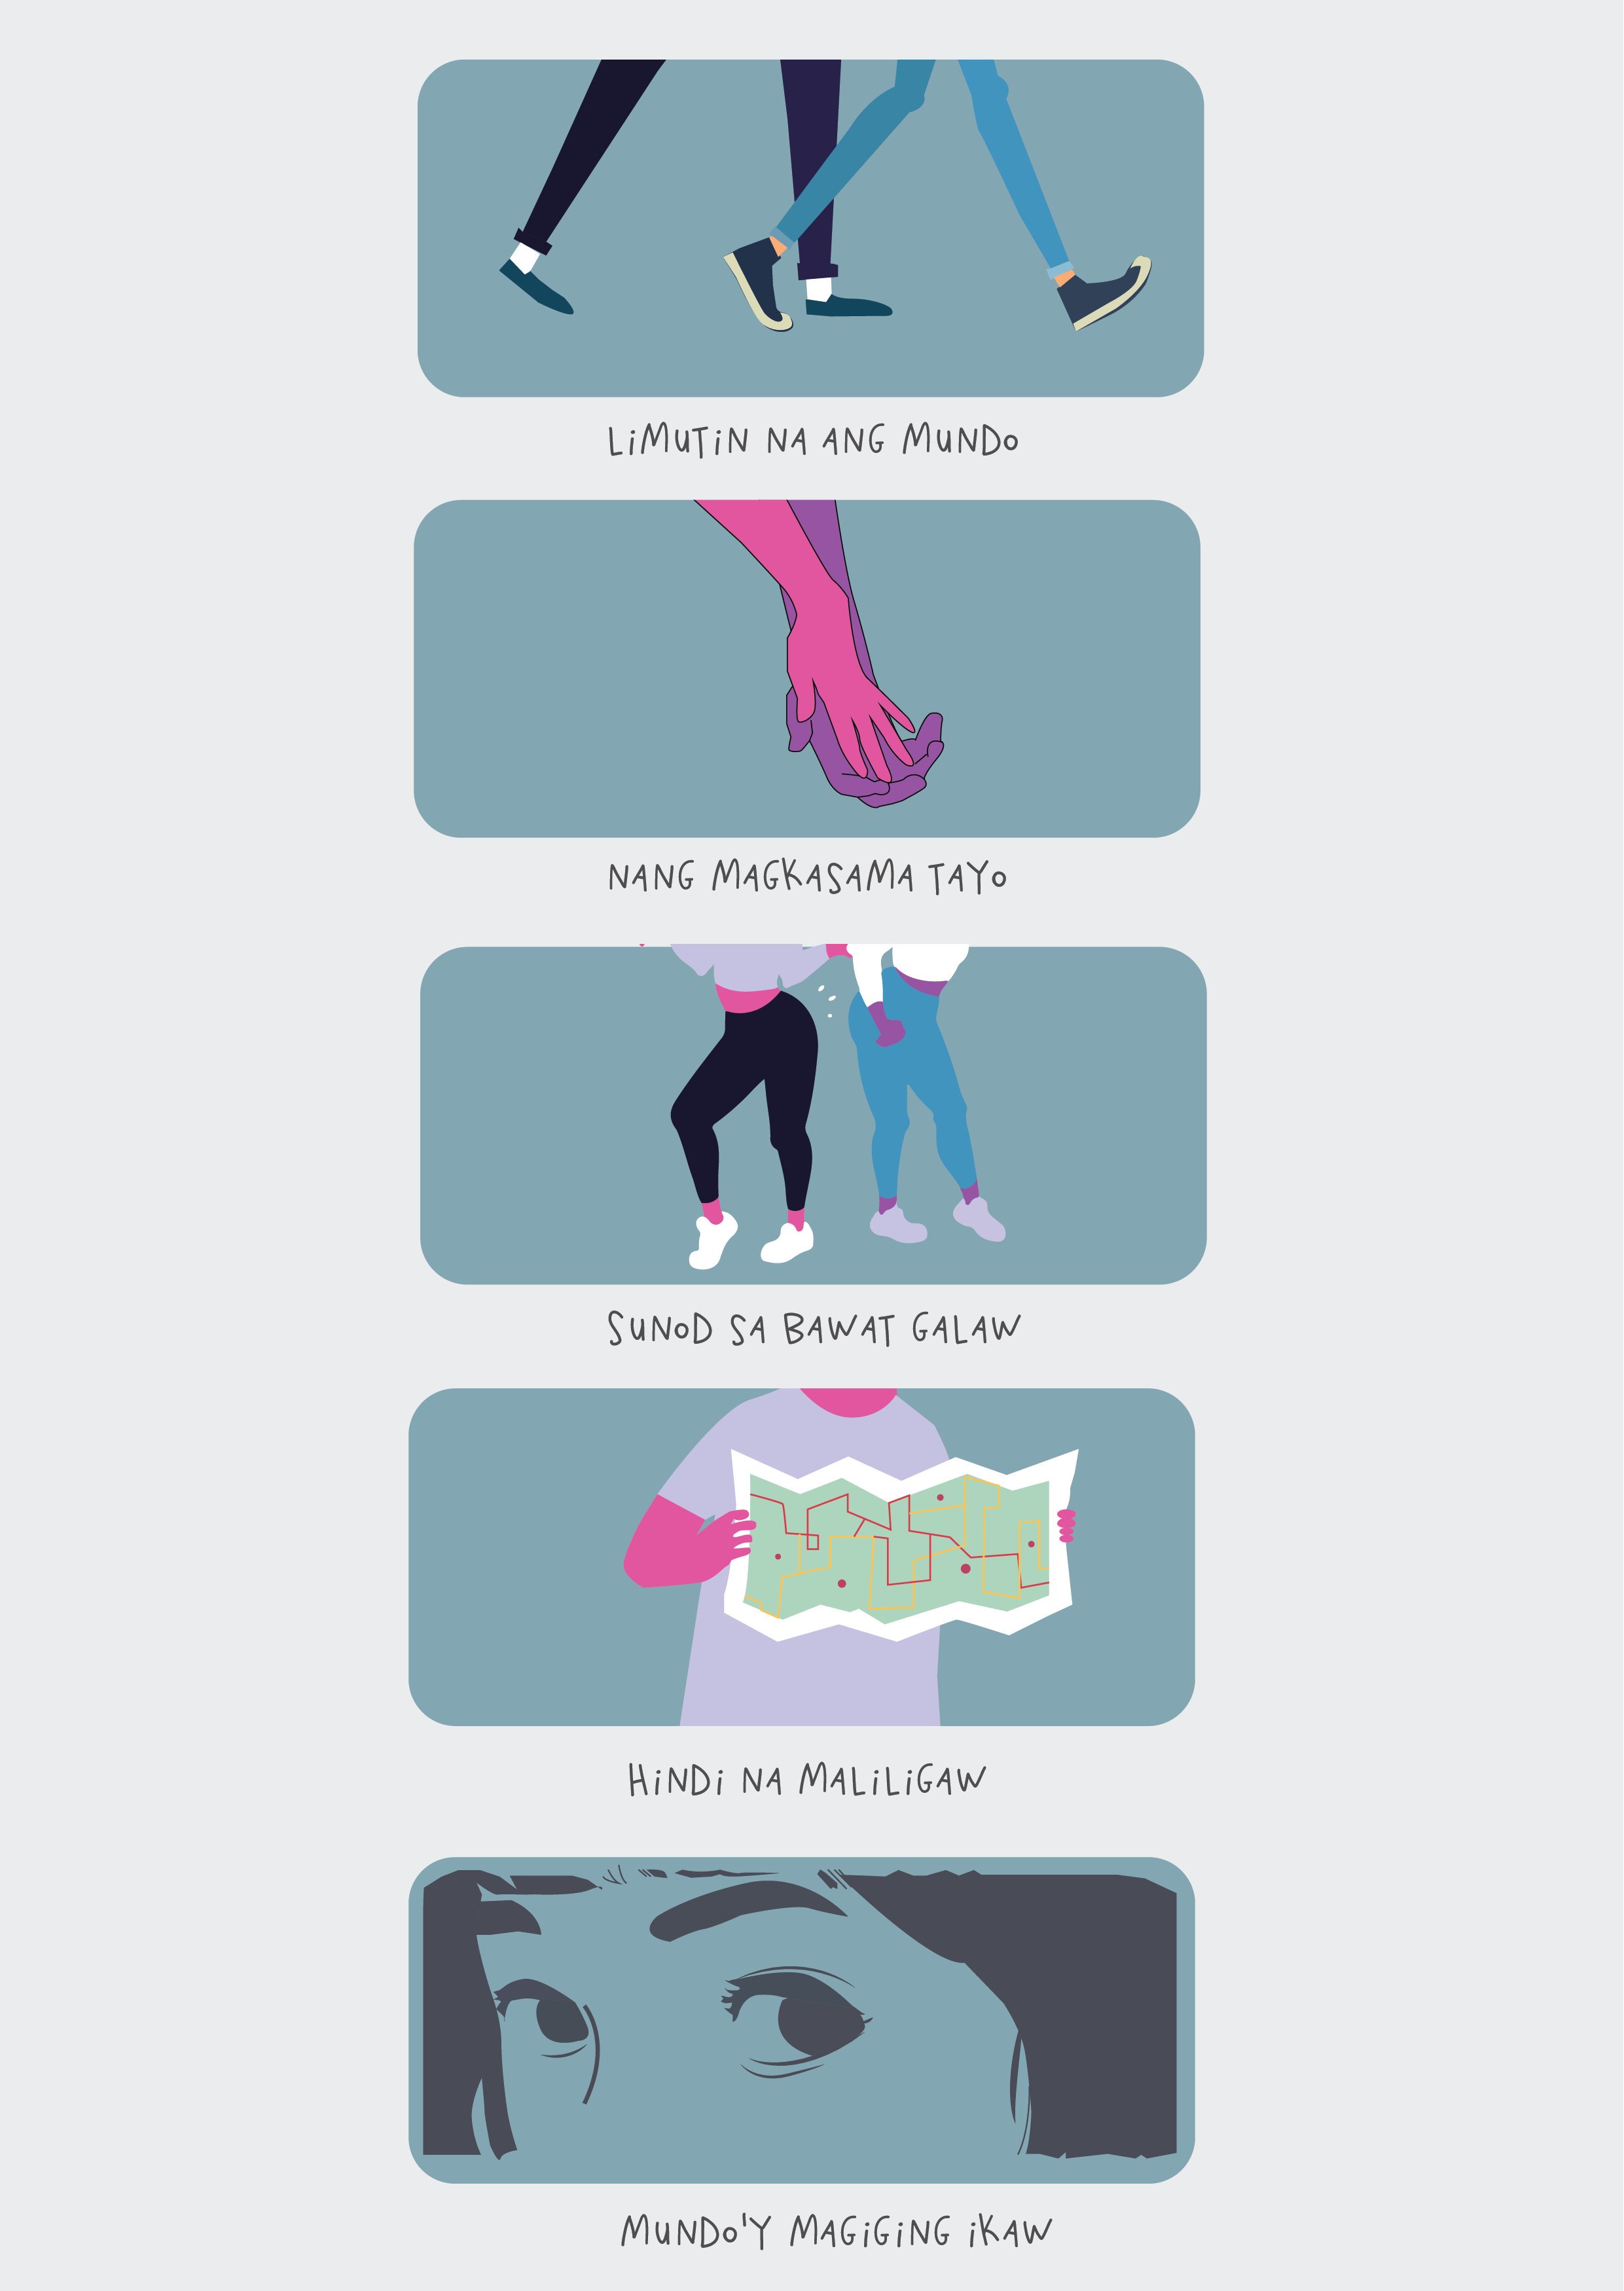 LiMUTiN NA ANG MUNDo
NANG MAGKASAMA TAYo
SUNoD SA BAWAT GALAW
HiNDi NA MALiLiGAW
MUNDo'Y MAGiGiNG iKAW